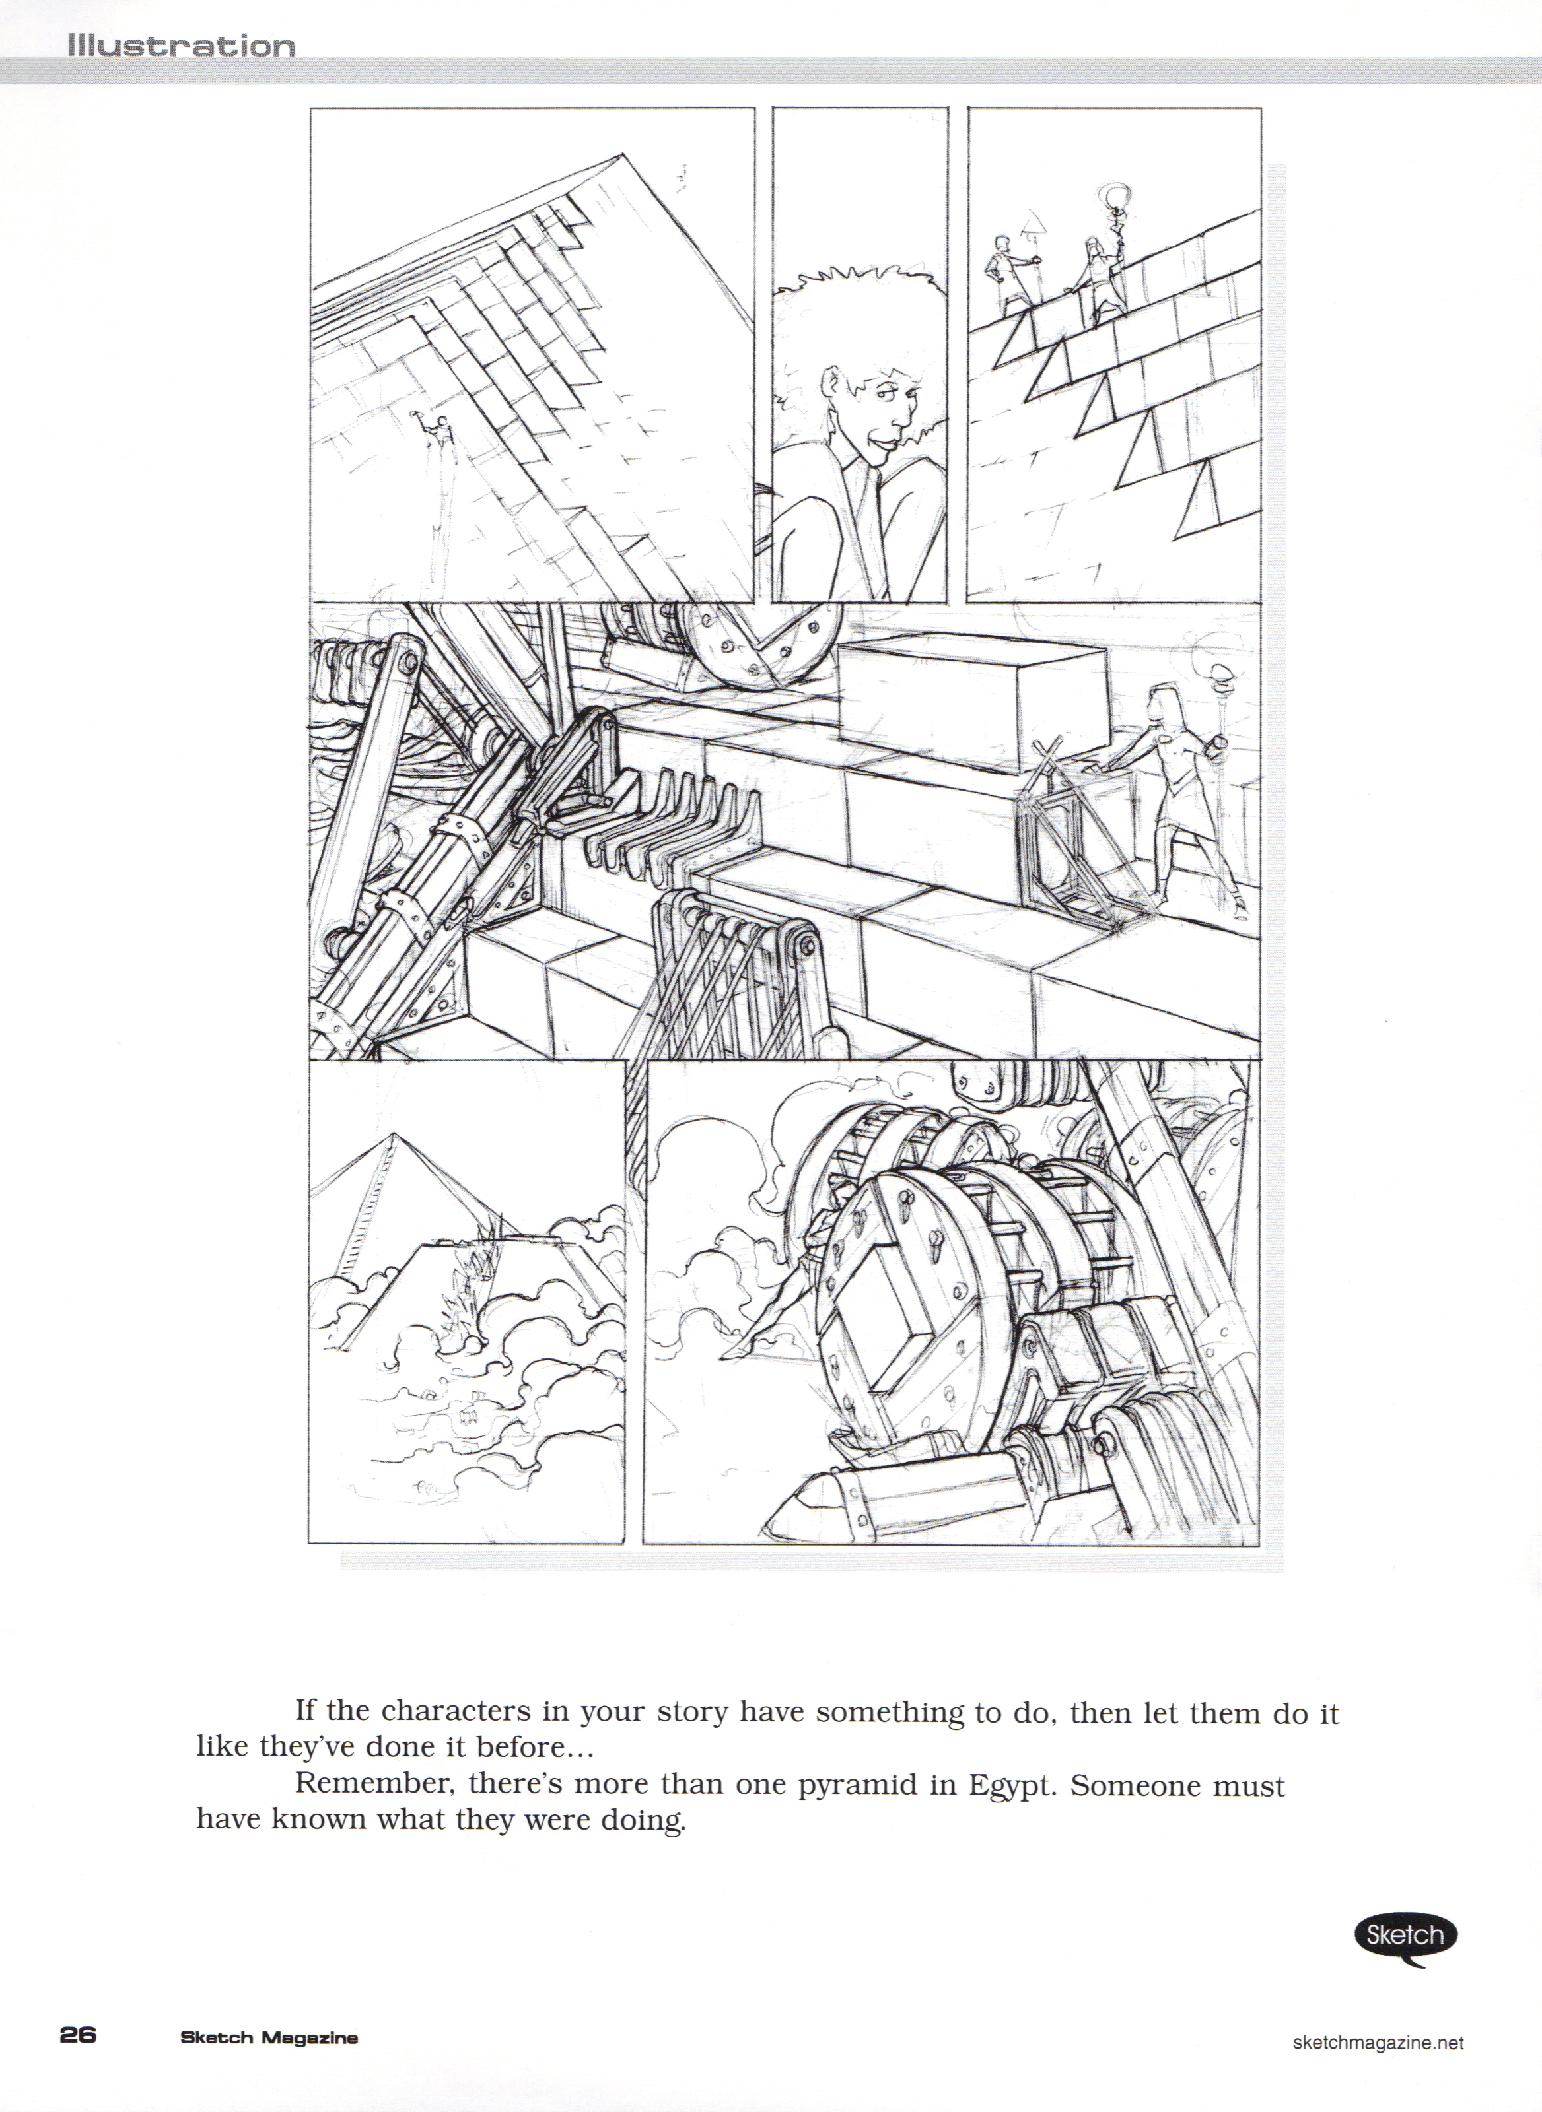 Illustration
If the characters in your story have something to do, then let them do it
like they've done it before...
Remember, there's more than one pyramid in Egypt. Someone must
have known what they were doing.
Sketch
26 Sketch Magazine sketchmagazine.net